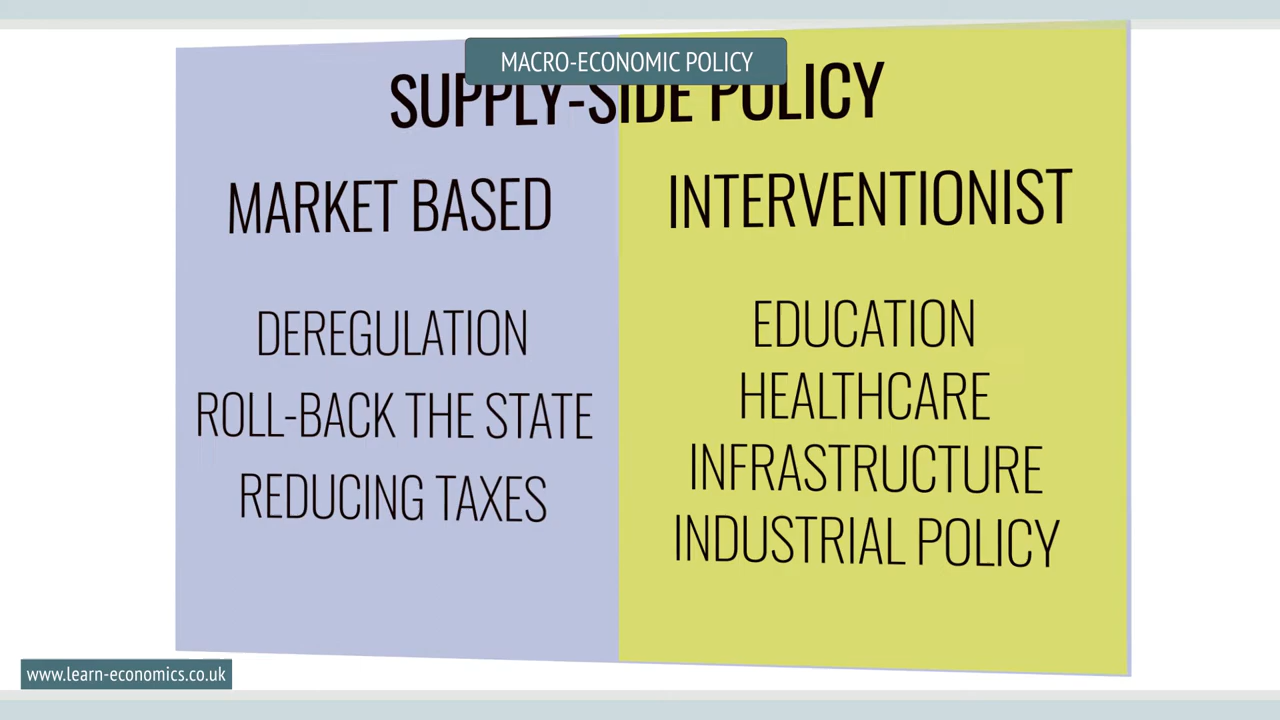 MACRO-ECONOMIC POLICY
SUPPLY-SIDE POLICY
MARKET BASED
DEREGULATION
ROLL-BACK THE STATE
REDUCING TAXES
INTERVENTIONIST
EDUCATION
HEALTHCARE
INFRASTRUCTURE
INDUSTRIAL POLICY
www.learn-economics.co.uk